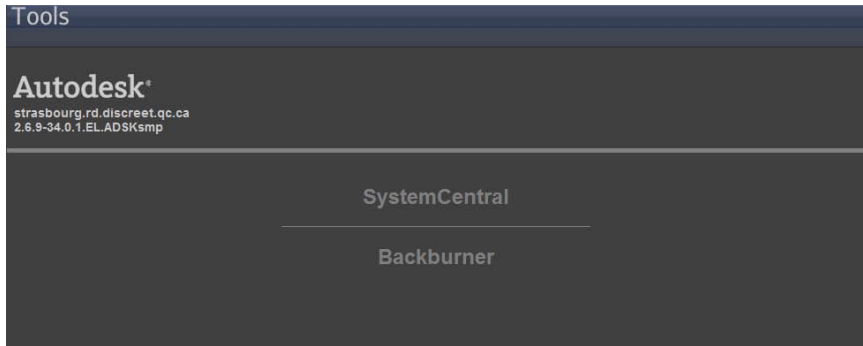 Tools
Autodesk®
strasbourg.rd.discreet.qc.ca
2.6.9-34.0.1.EL.ADSKsmp
SystemCentral
Backburner